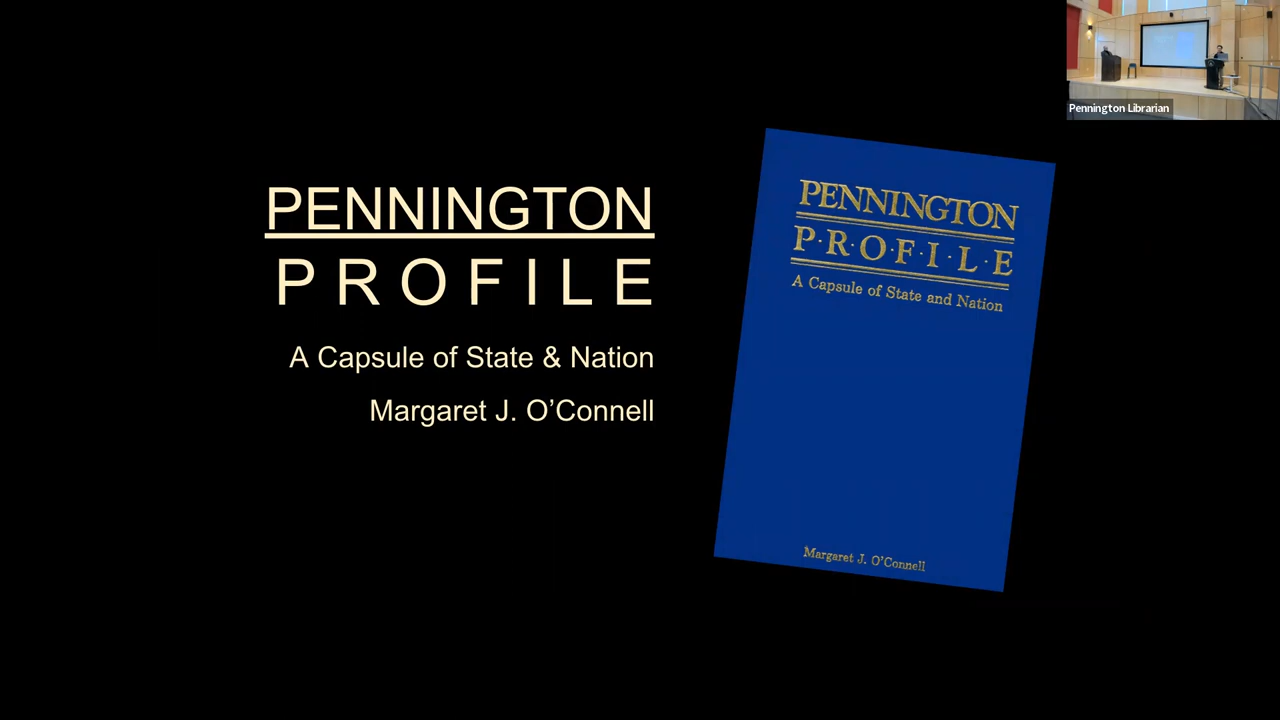 PENNINGTON
PROFILE
A Capsule of State & Nation
Margaret J. O’Connell
PENNINGTON
P·R·O·F·I·L·E
A Capsule of State and Nation
Margaret J. O’Connell
Pennington Librarian